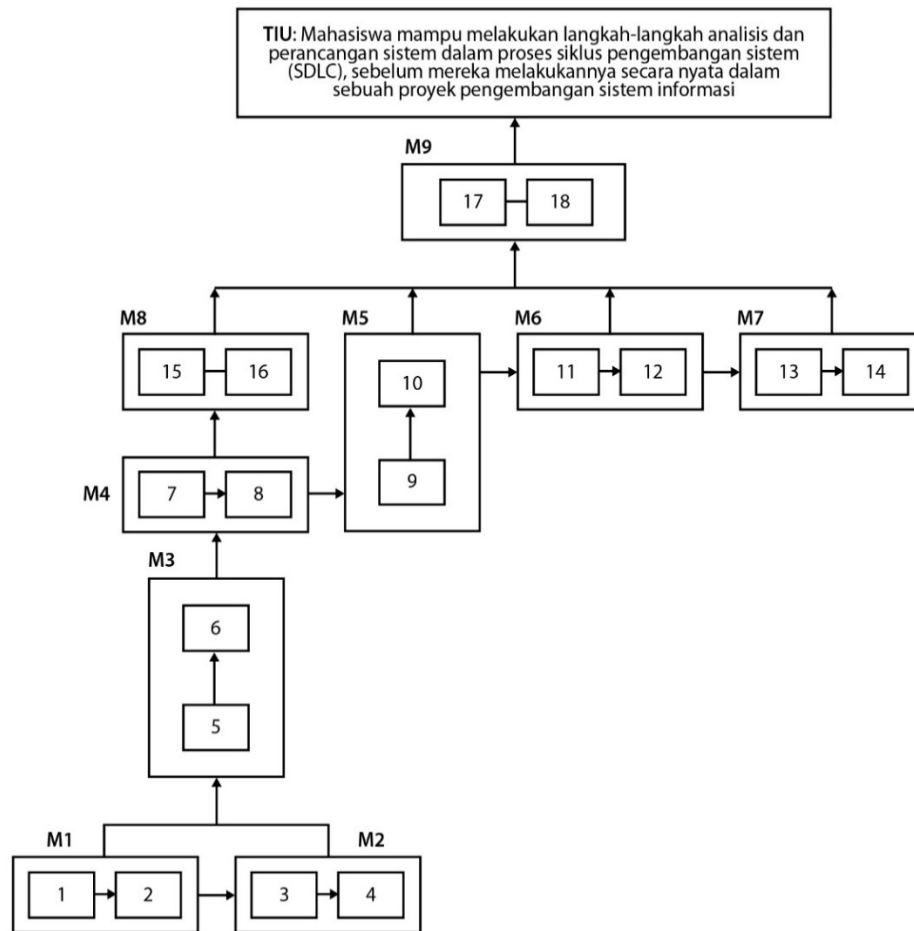 TIU: Mahasiswa mampu melakukan langkah-langkah analisis dan
perancangan sistem dalam proses siklus pengembangan sistem
(SDLC), sebelum mereka melakukannya secara nyata dalam
sebuah proyek pengembangan sistem informasi
M9
17 18
M8 M5 M6 M7
15 16
10
11 12
13 14
M4
7 8
9
M3
6
5
M1 M2
1 2
3 4